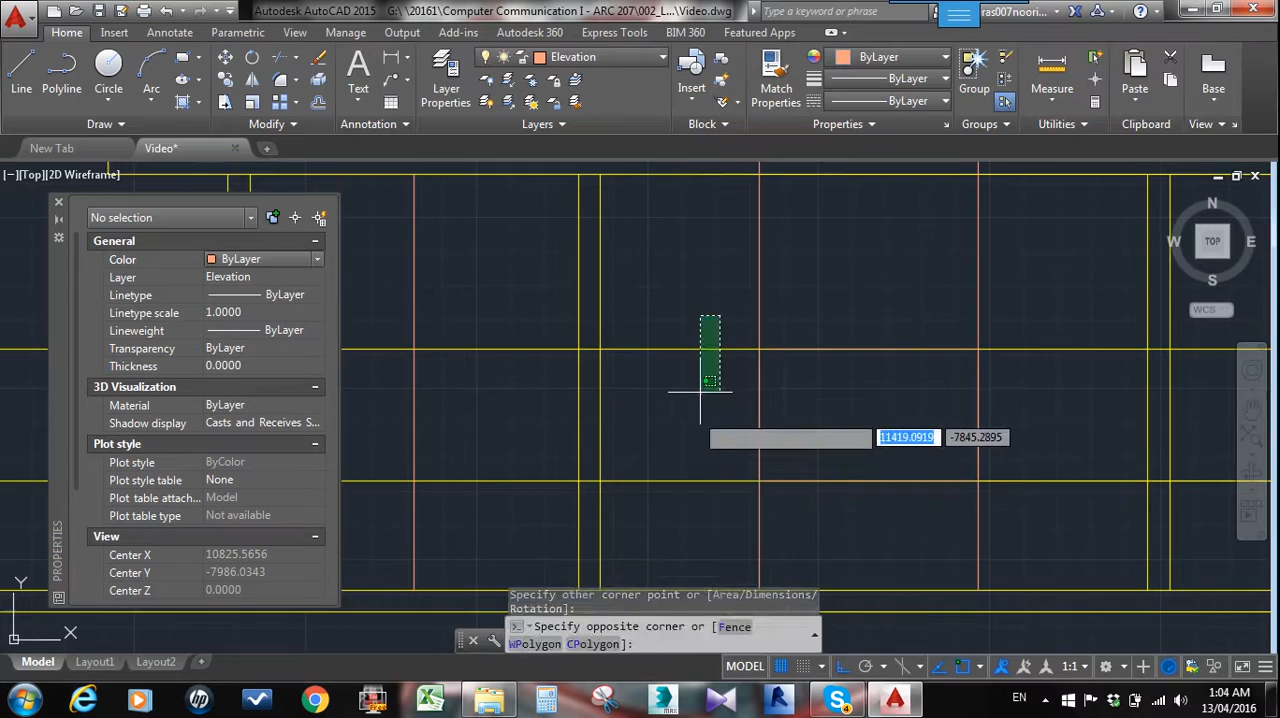 Autodesk AutoCAD 2015 G:\20161\Computer Communication I - ARC 207\002_L...\Video.dwg
Type a keyword or phrase
ras007noori...
Home Insert Annotate Param View Manage Output Add-ins Autodesk 360 Express Tools BIM 360 Featured Apps
Line Polyline Circle Arc
Text
Layer
Properties
Elevation
Insert
Match
Properties
ByLayer
ByLayer
ByLayer
Group
Measure
Paste
Base
Draw Modify Annotation Layers Block Properties Groups Utilities Clipboard View
New Tab Video*
[−][Top][2D Wireframe]
No selection
General
Color ByLayer
Layer Elevation
Linetype ByLayer
Linetype scale 1.0000
Lineweight ByLayer
Transparency ByLayer
Thickness 0.0000
3D Visualization
Material ByLayer
Shadow display Casts and Receives S...
Plot style
Plot style ByColor
Plot style table None
Plot table attach... Model
Plot table type Not available
View
Center X 10825.5656
Center Y -7986.0343
Center Z 0.0000
PROPERTIES
N
W TOP E
S
WCS
11419.0919 -7845.2895
Y
X
Specify other corner point or [Area/Dimensions/
Rotation]:
Specify opposite corner or [Fence
WPolygon CPolygon]:
Model Layout1 Layout2 +
MODEL 1:1
EN 1:04 AM
13/04/2016